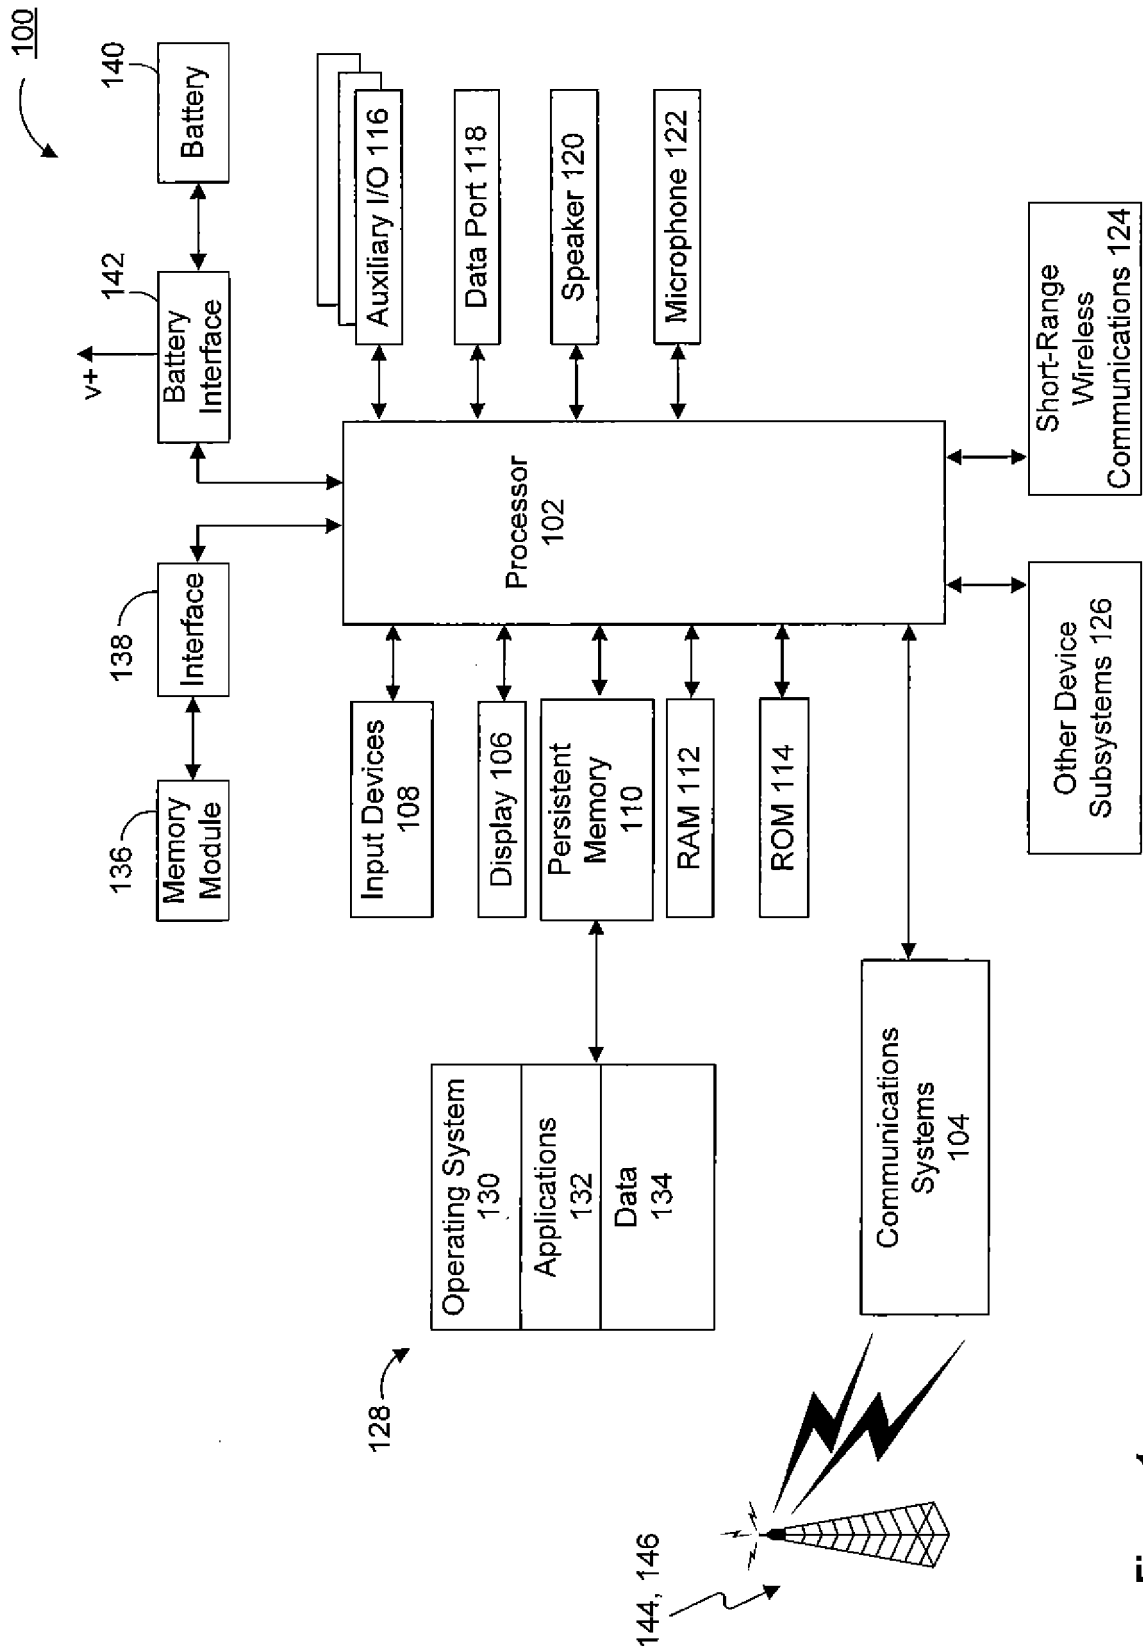 100
v+
136
138
142
140
Memory
Module
Interface
Battery
Interface
Battery
128
Operating System
130
Applications
132
Data
134
Input Devices
108
Display 106
Persistent
Memory
110
RAM 112
ROM 114
Processor
102
Auxiliary I/O 116
Data Port 118
Speaker 120
Microphone 122
144, 146
Communications
Systems
104
Other Device
Subsystems 126
Short-Range
Wireless
Communications 124